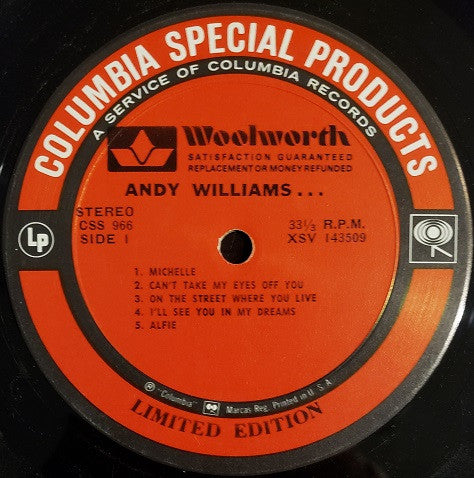 COLUMBIA SPECIAL PRODUCTS
A SERVICE OF COLUMBIA RECORDS
Woolworth
SATISFACTION GUARANTEED
REPLACEMENT OR MONEY REFUNDED
ANDY WILLIAMS...
STEREO
CSS 966
SIDE 1
33⅓ R.P.M.
XSV 143509
Lp
1. MICHELLE
2. CAN'T TAKE MY EYES OFF YOU
3. ON THE STREET WHERE YOU LIVE
4. I'LL SEE YOU IN MY DREAMS
5. ALFIE
® "Columbia" Marcas Reg. Printed in U.S.A.
LIMITED EDITION